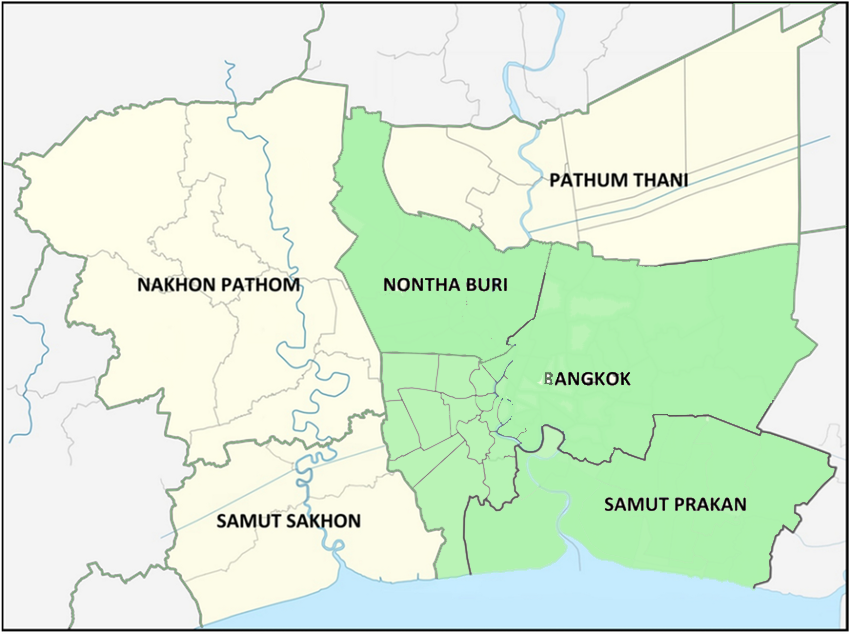 PATHUM THANI
NAKHON PATHOM
NONTHA BURI
BANGKOK
SAMUT PRAKAN
SAMUT SAKHON